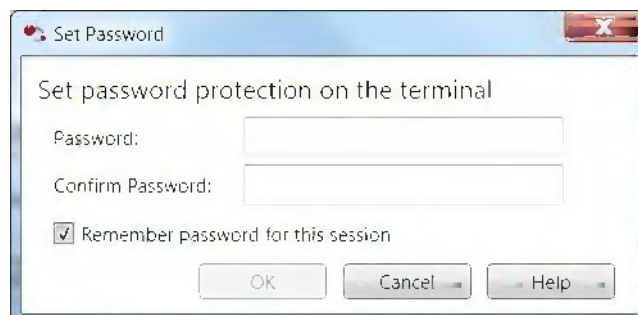 Set Password
Set password protection on the terminal
Password:
Confirm Password:
Remember password for this session
OK Cancel Help